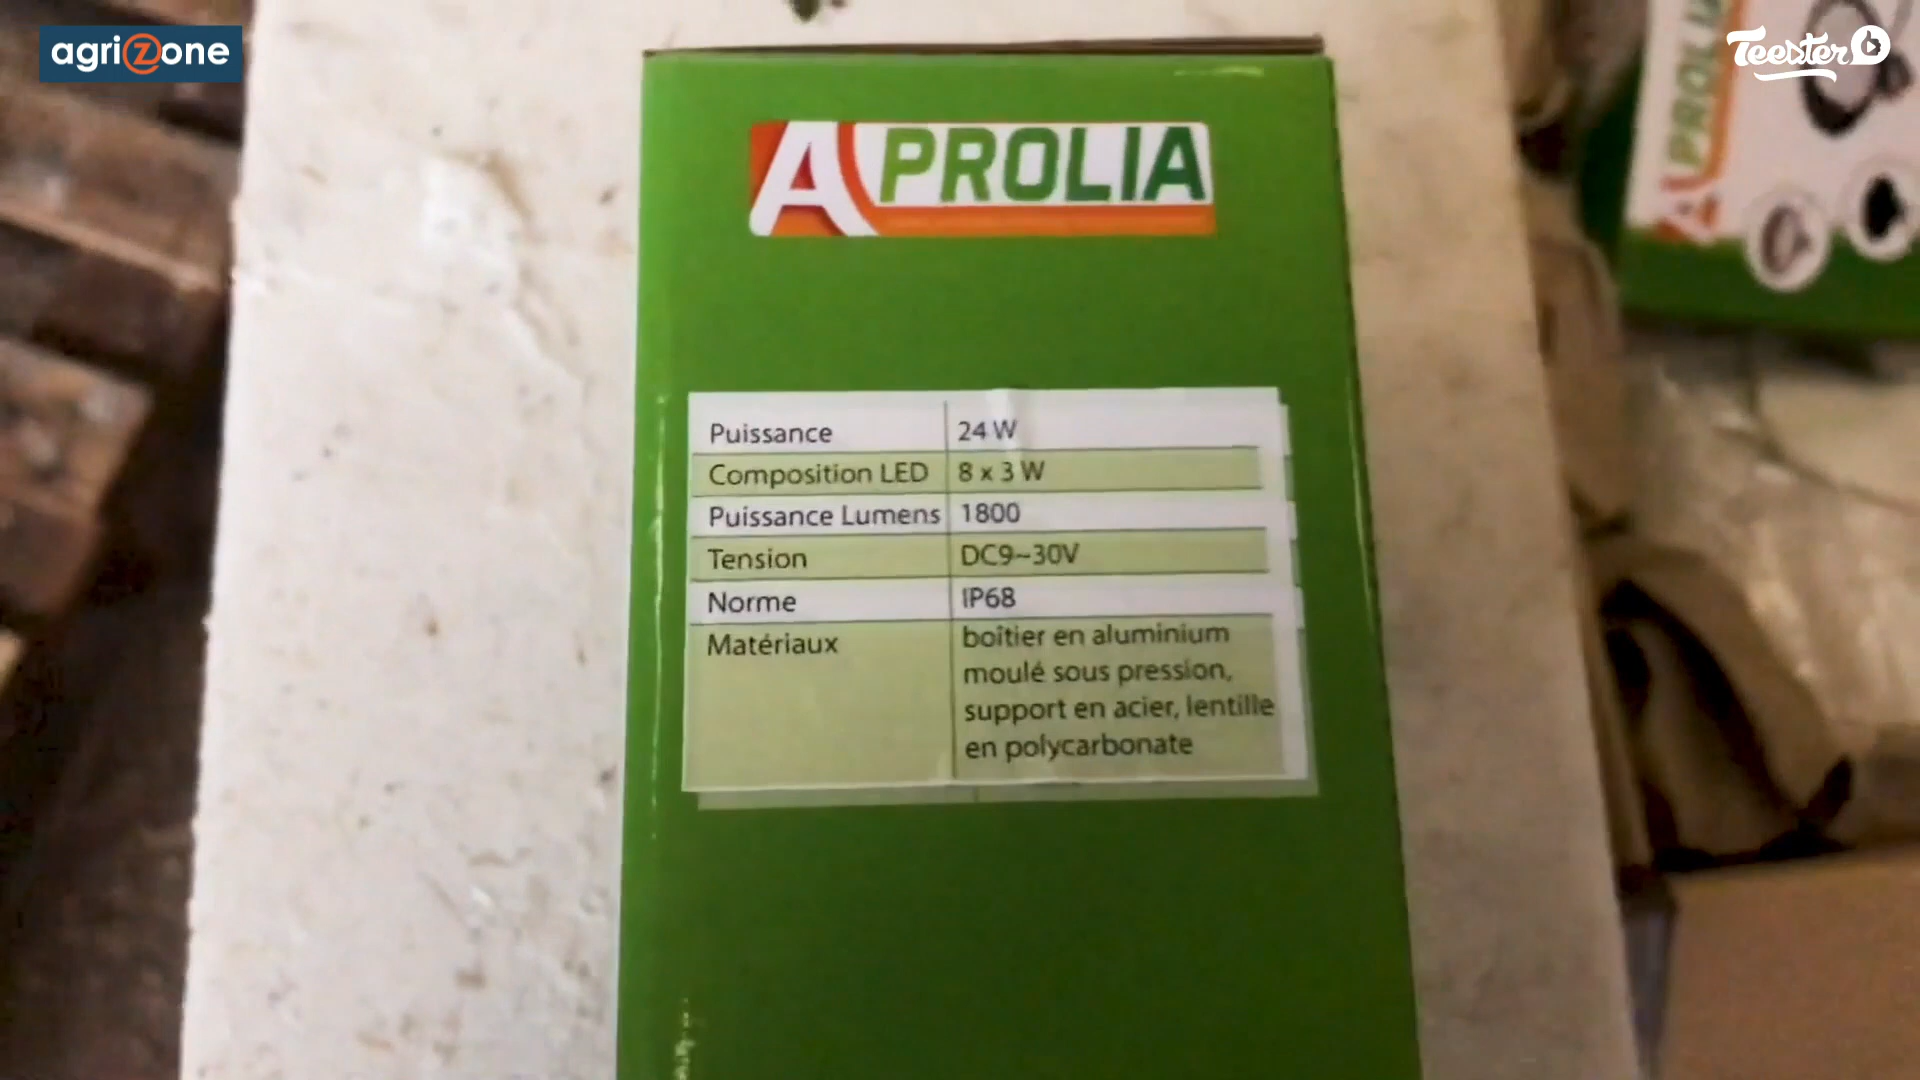 agrizone
Teester
APROLIA
APROLIA
Puissance 24 W
Composition LED 8 x 3 W
Puissance Lumens 1800
Tension DC9~30V
Norme IP68
Matériaux boîtier en aluminium
moulé sous pression,
support en acier, lentille
en polycarbonate